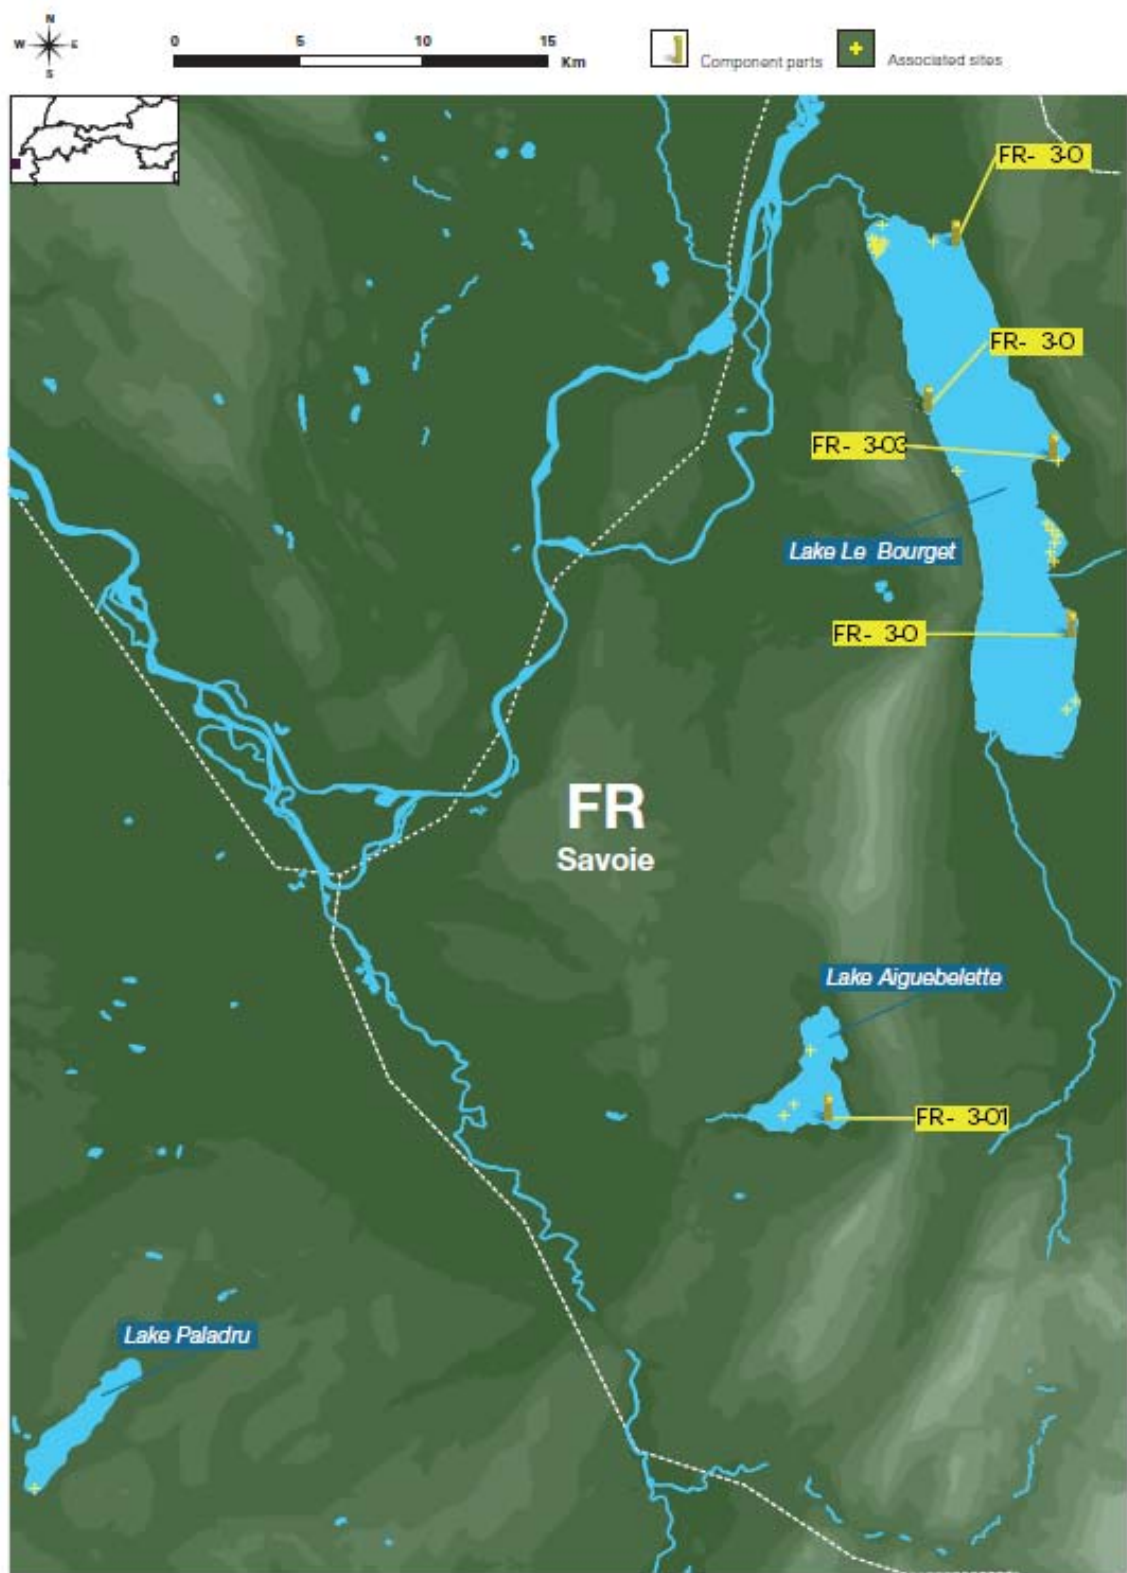 N
W E
S
0 5 10 15
Km
Component parts
Associated sites
FR- 3-0
FR- 3-0
FR- 3-03
Lake Le Bourget
FR- 3-0
FR
Savoie
Lake Aiguebelette
FR- 3-01
Lake Paladru